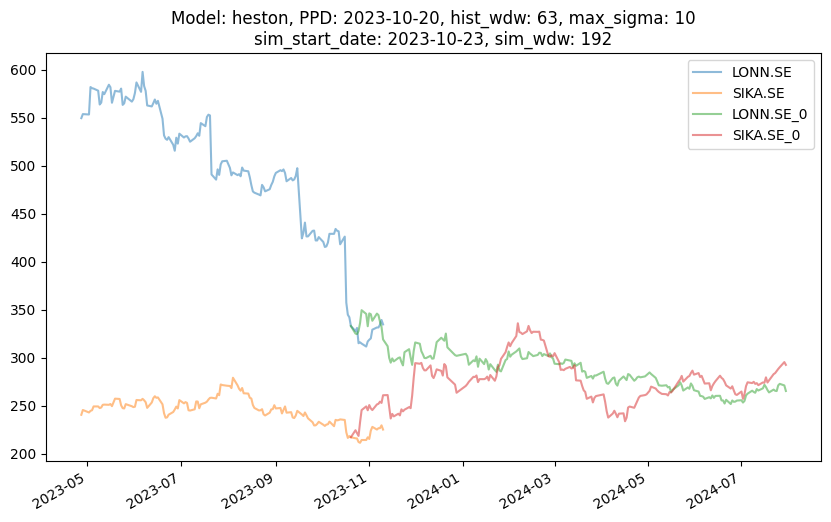 Model: heston, PPD: 2023-10-20, hist_wdw: 63, max_sigma: 10
sim_start_date: 2023-10-23, sim_wdw: 192
LONN.SE
SIKA.SE
LONN.SE_0
SIKA.SE_0
600
550
500
450
400
350
300
250
200
2023-05
2023-07
2023-09
2023-11
2024-01
2024-03
2024-05
2024-07